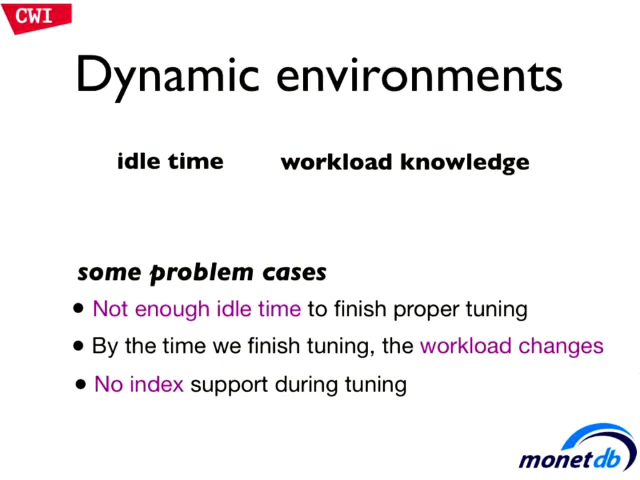 CWI
Dynamic environments
idle time workload knowledge
some problem cases
• Not enough idle time to finish proper tuning
• By the time we finish tuning, the workload changes
• No index support during tuning
monetdb